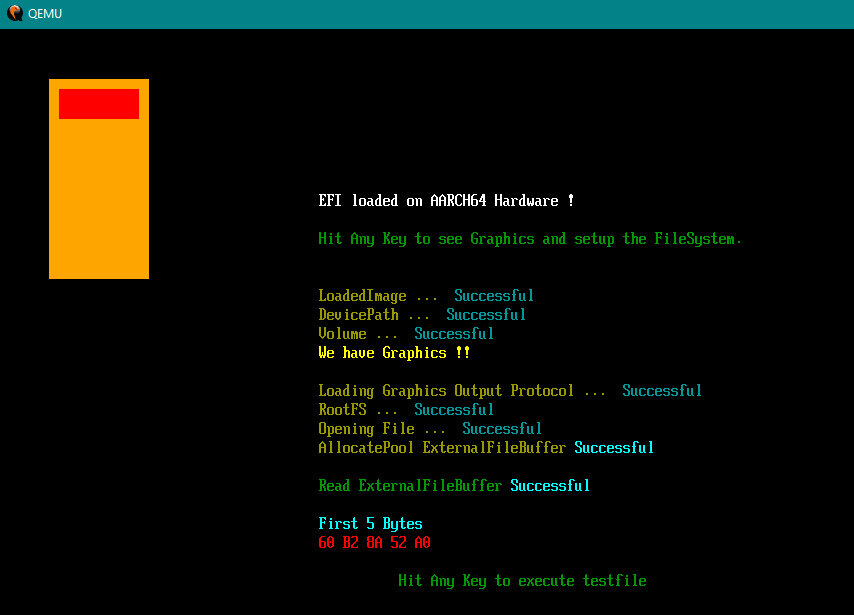 QEMU
EFI loaded on AARCH64 Hardware !
Hit Any Key to see Graphics and setup the FileSystem.
LoadedImage ...  Successful
DevicePath ...  Successful
Volume ...  Successful
We have Graphics !!
Loading Graphics Output Protocol ...  Successful
RootFS ...  Successful
Opening File ...  Successful
AllocatePool ExternalFileBuffer Successful
Read ExternalFileBuffer Successful
First 5 Bytes
60 B2 8A 52 A0
Hit Any Key to execute testfile